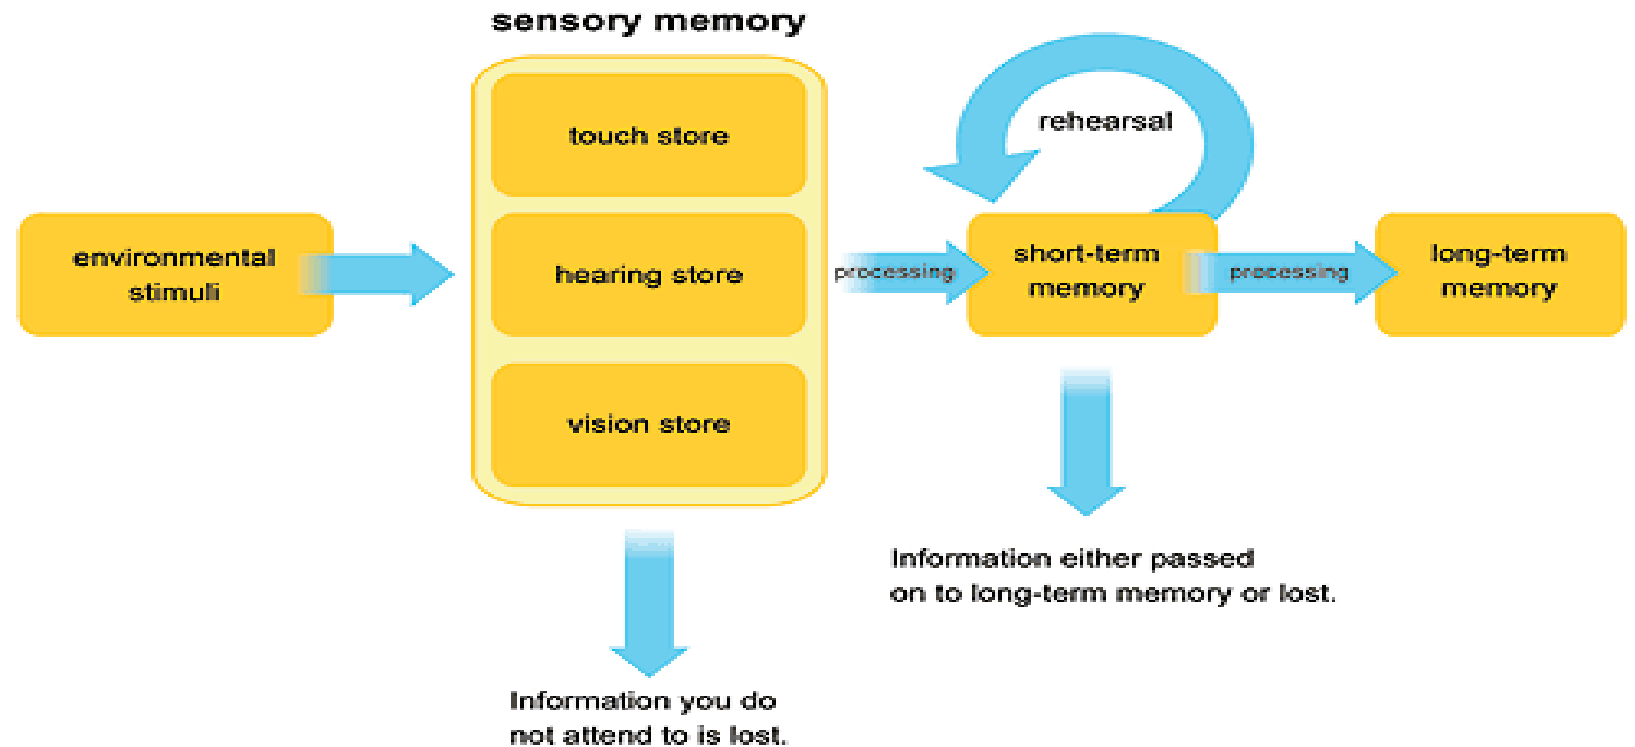 sensory memory
touch store
rehearsal
environmental
stimuli
hearing store
processing
short-term
memory
processing
long-term
memory
vision store
Information either passed
on to long-term memory or lost.
Information you do
not attend to is lost.